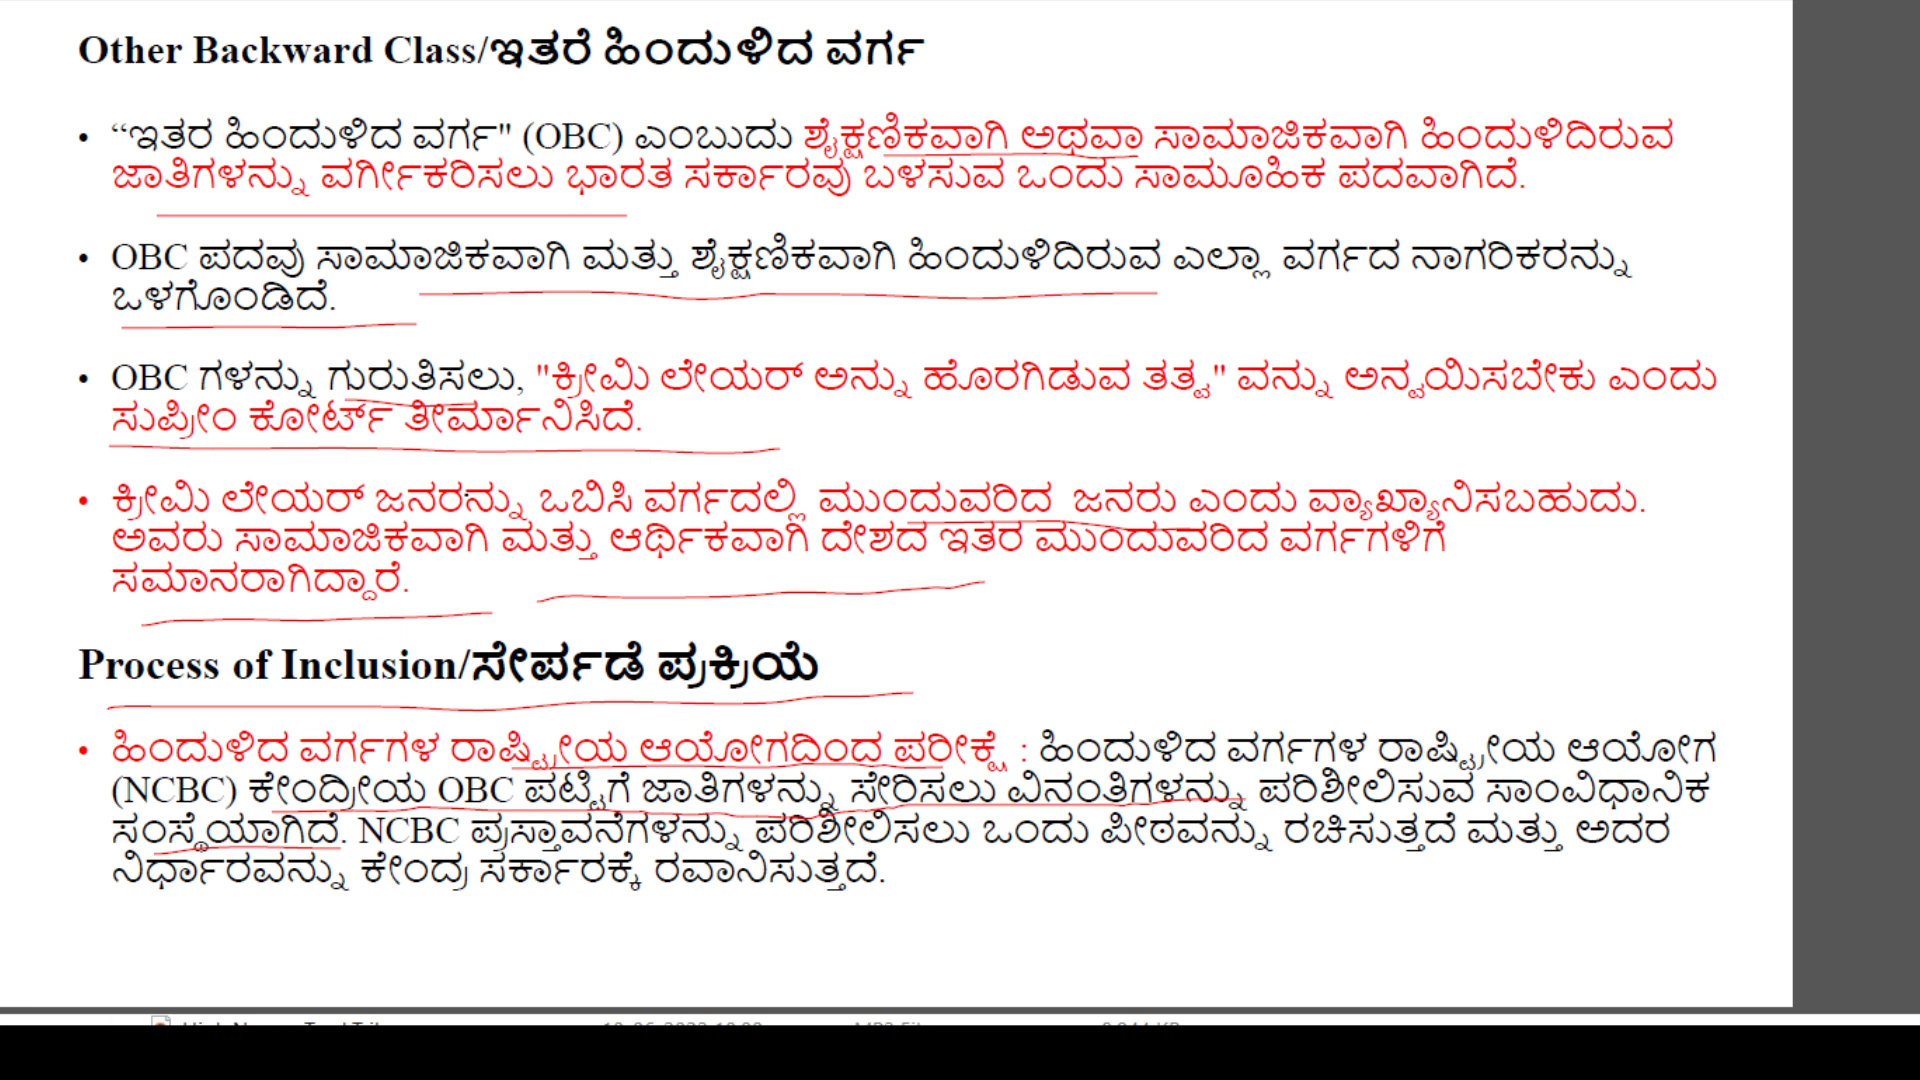 Other Backward Class/ಇತರೆ ಹಿಂದುಳಿದ ವರ್ಗ
• “ಇತರ ಹಿಂದುಳಿದ ವರ್ಗ" (OBC) ಎಂಬುದು ಶೈಕ್ಷಣಿಕವಾಗಿ ಅಥವಾ ಸಾಮಾಜಿಕವಾಗಿ ಹಿಂದುಳಿದಿರುವ
ಜಾತಿಗಳನ್ನು ವರ್ಗೀಕರಿಸಲು ಭಾರತ ಸರ್ಕಾರವು ಬಳಸುವ ಒಂದು ಸಾಮೂಹಿಕ ಪದವಾಗಿದೆ.
• OBC ಪದವು ಸಾಮಾಜಿಕವಾಗಿ ಮತ್ತು ಶೈಕ್ಷಣಿಕವಾಗಿ ಹಿಂದುಳಿದಿರುವ ಎಲ್ಲಾ ವರ್ಗದ ನಾಗರಿಕರನ್ನು
ಒಳಗೊಂಡಿದೆ.
• OBC ಗಳನ್ನು ಗುರುತಿಸಲು, "ಕ್ರೀಮಿ ಲೇಯರ್ ಅನ್ನು ಹೊರಗಿಡುವ ತತ್ವ" ವನ್ನು ಅನ್ವಯಿಸಬೇಕು ಎಂದು
ಸುಪ್ರೀಂ ಕೋರ್ಟ್ ತೀರ್ಮಾನಿಸಿದೆ.
• ಕ್ರೀಮಿ ಲೇಯರ್ ಜನರನ್ನು ಒಬಿಸಿ ವರ್ಗದಲ್ಲಿ ಮುಂದುವರಿದ ಜನರು ಎಂದು ವ್ಯಾಖ್ಯಾನಿಸಬಹುದು.
ಅವರು ಸಾಮಾಜಿಕವಾಗಿ ಮತ್ತು ಆರ್ಥಿಕವಾಗಿ ದೇಶದ ಇತರ ಮುಂದುವರಿದ ವರ್ಗಗಳಿಗೆ
ಸಮಾನರಾಗಿದ್ದಾರೆ.
Process of Inclusion/ಸೇರ್ಪಡೆ ಪ್ರಕ್ರಿಯೆ
• ಹಿಂದುಳಿದ ವರ್ಗಗಳ ರಾಷ್ಟ್ರೀಯ ಆಯೋಗದಿಂದ ಪರೀಕ್ಷೆ : ಹಿಂದುಳಿದ ವರ್ಗಗಳ ರಾಷ್ಟ್ರೀಯ ಆಯೋಗ
(NCBC) ಕೇಂದ್ರೀಯ OBC ಪಟ್ಟಿಗೆ ಜಾತಿಗಳನ್ನು ಸೇರಿಸಲು ವಿನಂತಿಗಳನ್ನು ಪರಿಶೀಲಿಸುವ ಸಾಂವಿಧಾನಿಕ
ಸಂಸ್ಥೆಯಾಗಿದೆ. NCBC ಪ್ರಸ್ತಾವನೆಗಳನ್ನು ಪರಿಶೀಲಿಸಲು ಒಂದು ಪೀಠವನ್ನು ರಚಿಸುತ್ತದೆ ಮತ್ತು ಅದರ
ನಿರ್ಧಾರವನ್ನು ಕೇಂದ್ರ ಸರ್ಕಾರಕ್ಕೆ ರವಾನಿಸುತ್ತದೆ.